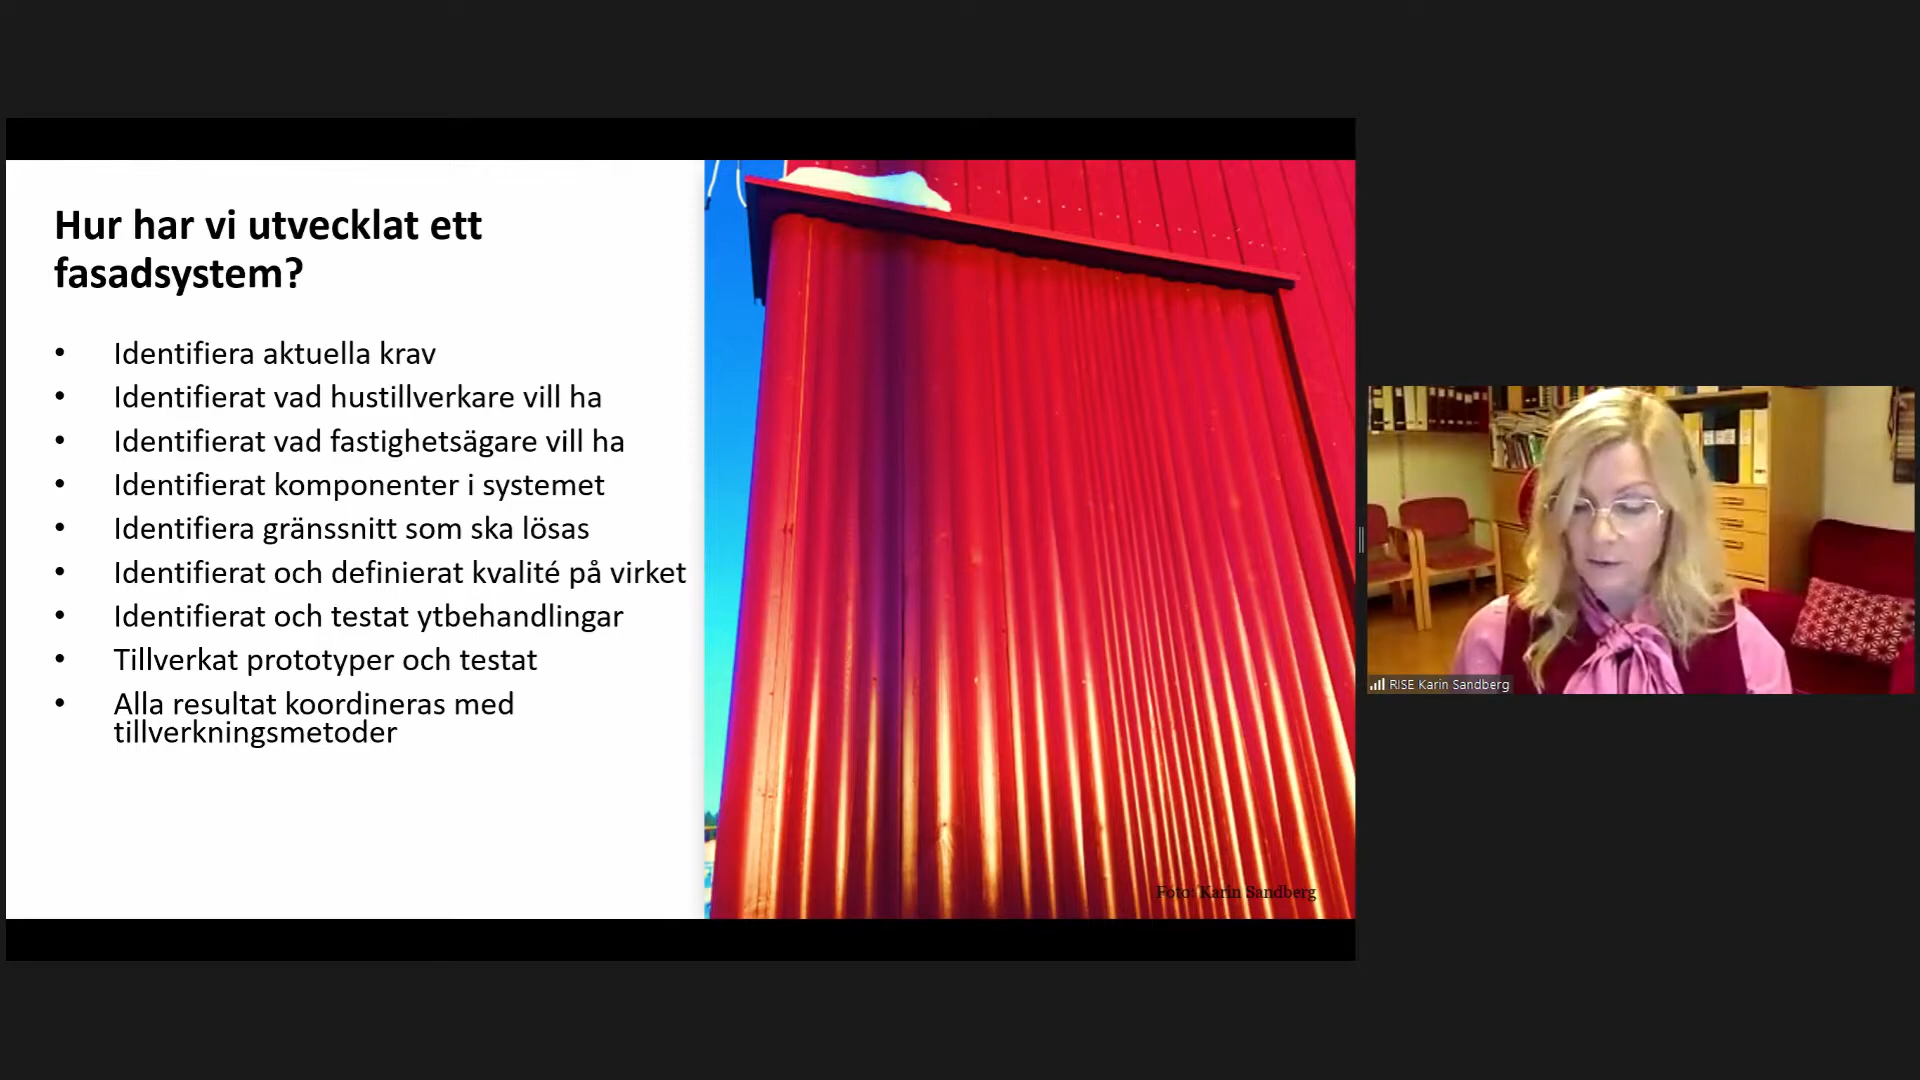 Hur har vi utvecklat ett
fasadsystem?
• Identifiera aktuella krav
• Identifierat vad hustillverkare vill ha
• Identifierat vad fastighetsägare vill ha
• Identifierat komponenter i systemet
• Identifiera gränssnitt som ska lösas
• Identifierat och definierat kvalité på virket
• Identifierat och testat ytbehandlingar
• Tillverkat prototyper och testat
• Alla resultat koordineras med
tillverkningsmetoder
Foto: Karin Sandberg
RISE Karin Sandberg